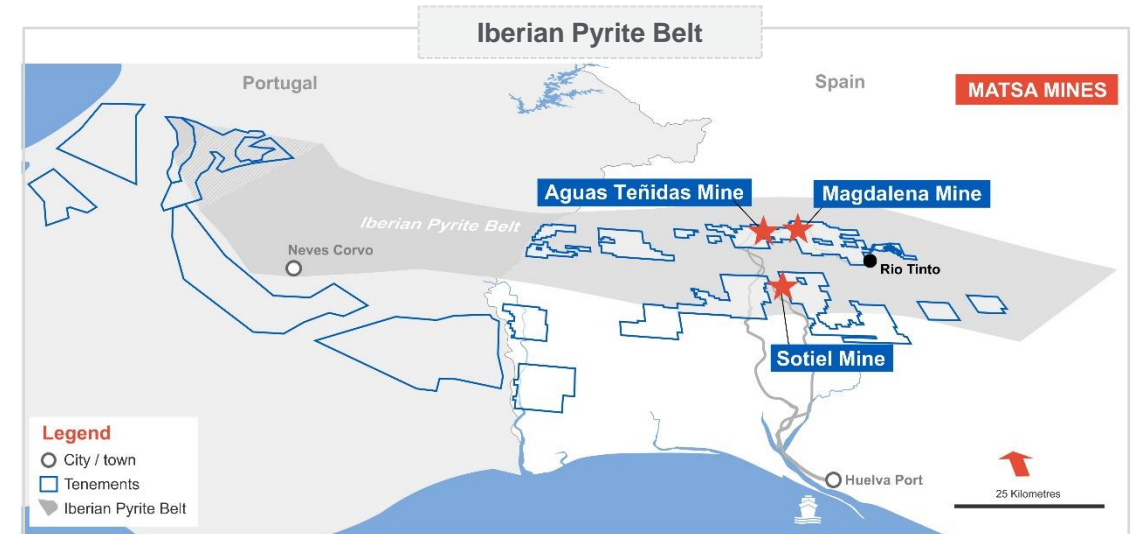 Iberian Pyrite Belt
Portugal
Spain
MATSA MINES
Aguas Teñidas Mine
Magdalena Mine
Iberian Pyrite Belt
Neves Corvo
Rio Tinto
Sotiel Mine
Legend
City / town
Tenements
Iberian Pyrite Belt
Huelva Port
25 Kilometres